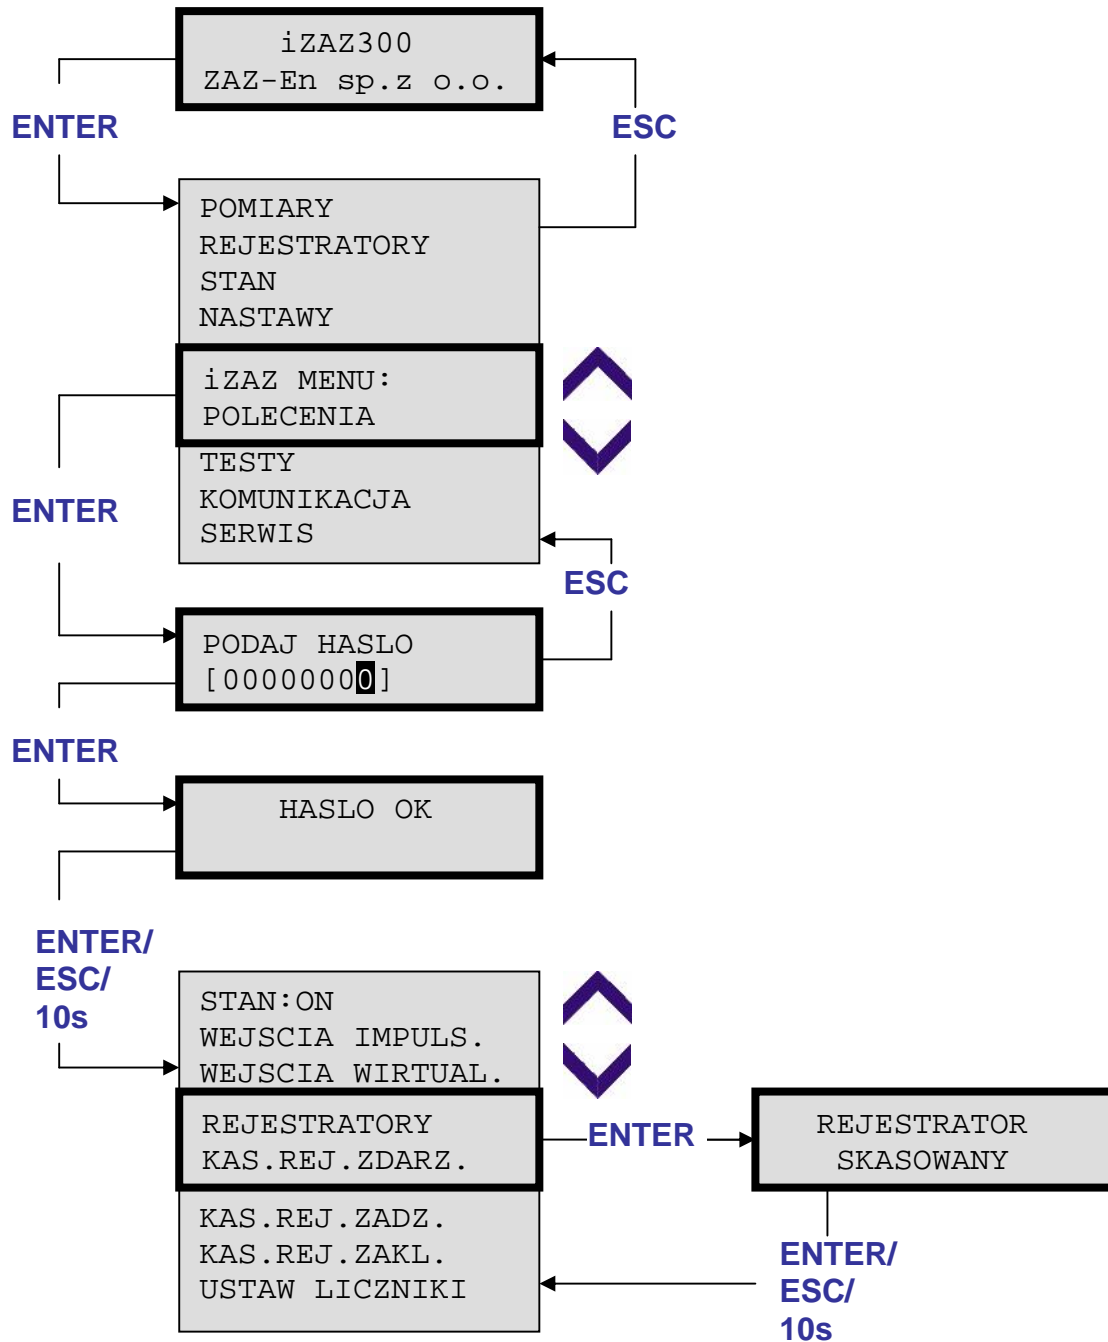 iZAZ300
ZAZ-En sp.z o.o.
ENTER
ESC
POMIARY
REJESTRATORY
STAN
NASTAWY
iZAZ MENU:
POLECENIA
TESTY
KOMUNIKACJA
SERWIS
ENTER
ESC
PODAJ HASLO
[00000000]
ENTER
HASLO OK
ENTER/
ESC/
10s
STAN:ON
WEJSCIA IMPULS.
WEJSCIA WIRTUAL.
REJESTRATORY
KAS.REJ.ZDARZ.
ENTER
REJESTRATOR
SKASOWANY
KAS.REJ.ZADZ.
KAS.REJ.ZAKL.
USTAW LICZNIKI
ENTER/
ESC/
10s